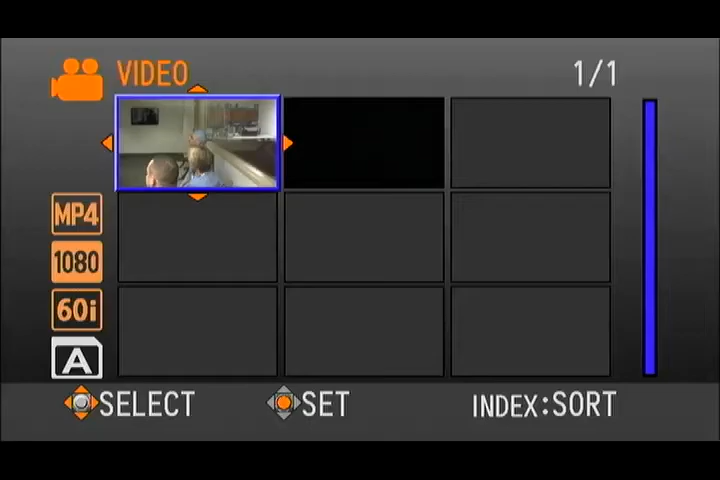 VIDEO 1/1
MP4
1080
60i
A
SELECT SET INDEX:SORT